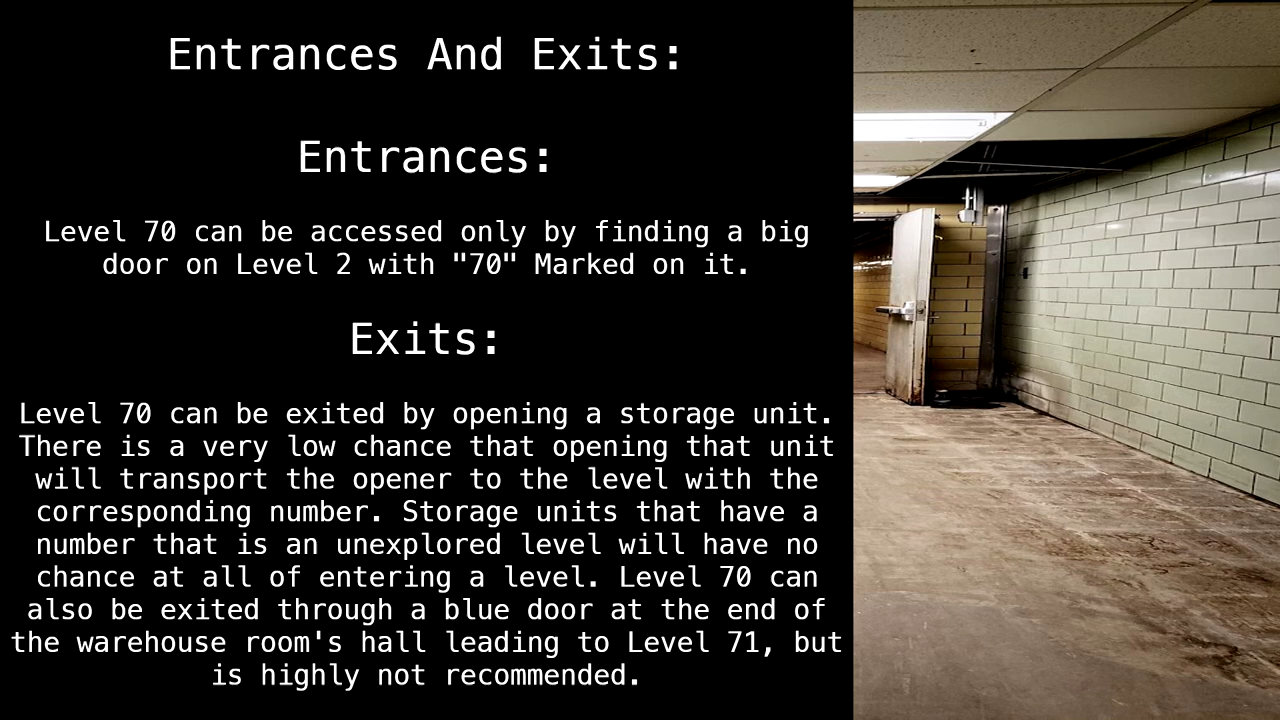 Entrances And Exits:
Entrances:
Level 70 can be accessed only by finding a big
door on Level 2 with "70" Marked on it.
Exits:
Level 70 can be exited by opening a storage unit.
There is a very low chance that opening that unit
will transport the opener to the level with the
corresponding number. Storage units that have a
number that is an unexplored level will have no
chance at all of entering a level. Level 70 can
also be exited through a blue door at the end of
the warehouse room's hall leading to Level 71, but
is highly not recommended.